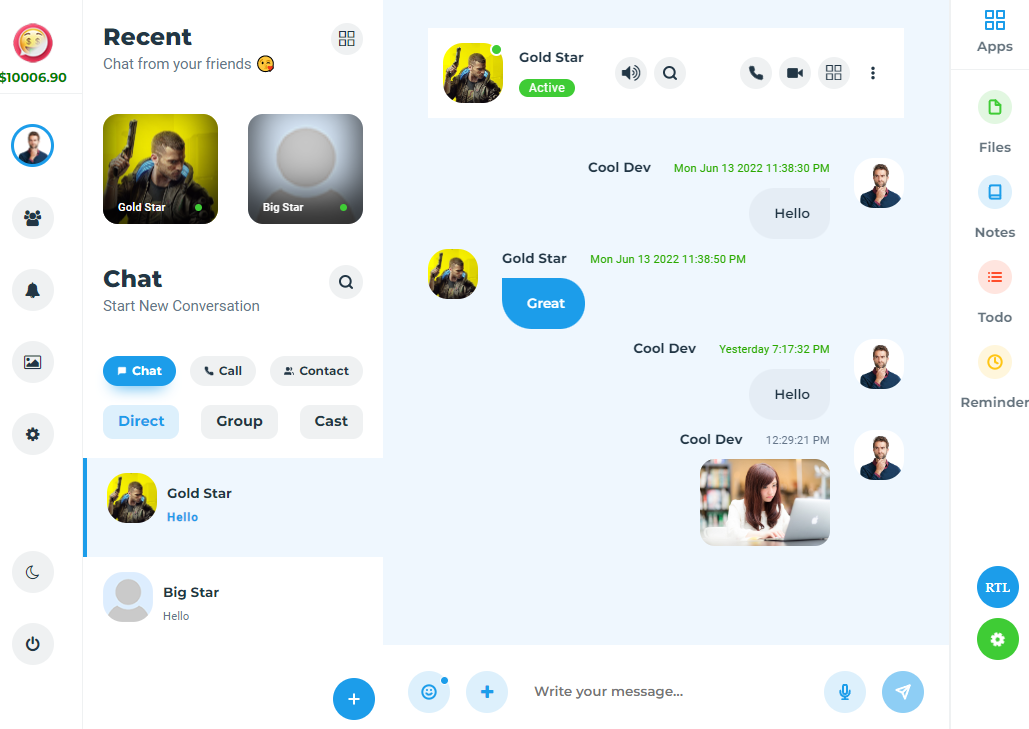 $10006.90
Recent
Chat from your friends
Gold Star
Big Star
Chat
Start New Conversation
Chat
Call
Contact
Direct
Group
Cast
Gold Star
Hello
Big Star
Hello
Gold Star
Active
Cool Dev
Mon Jun 13 2022 11:38:30 PM
Hello
Gold Star
Mon Jun 13 2022 11:38:50 PM
Great
Cool Dev
Yesterday 7:17:32 PM
Hello
Cool Dev
12:29:21 PM
Write your message...
Apps
Files
Notes
Todo
Reminder
RTL